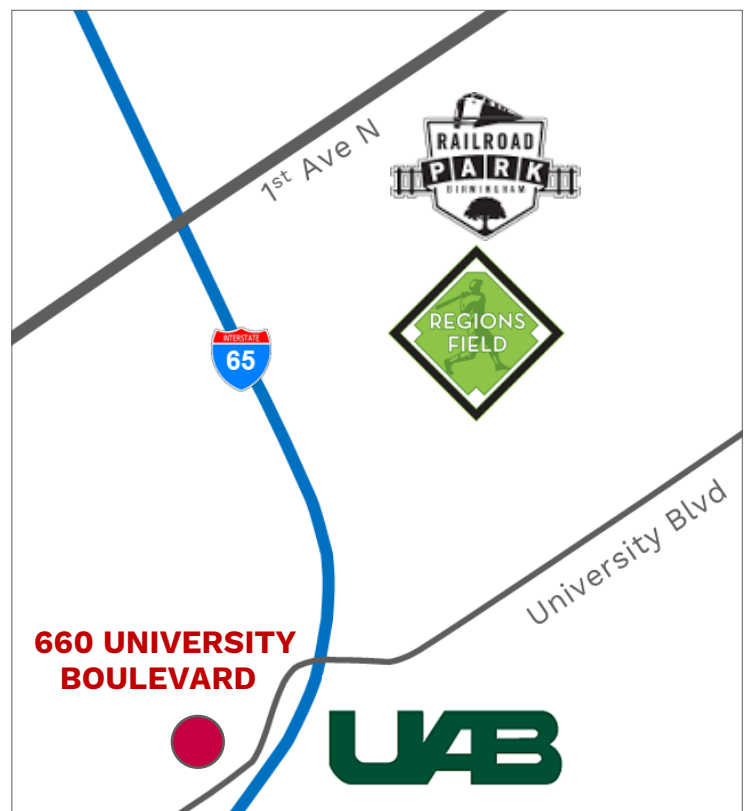 1st Ave N
RAILROAD
PARK
BIRMINGHAM
REGIONS
FIELD
INTERSTATE
65
University Blvd
660 UNIVERSITY
BOULEVARD
UAB